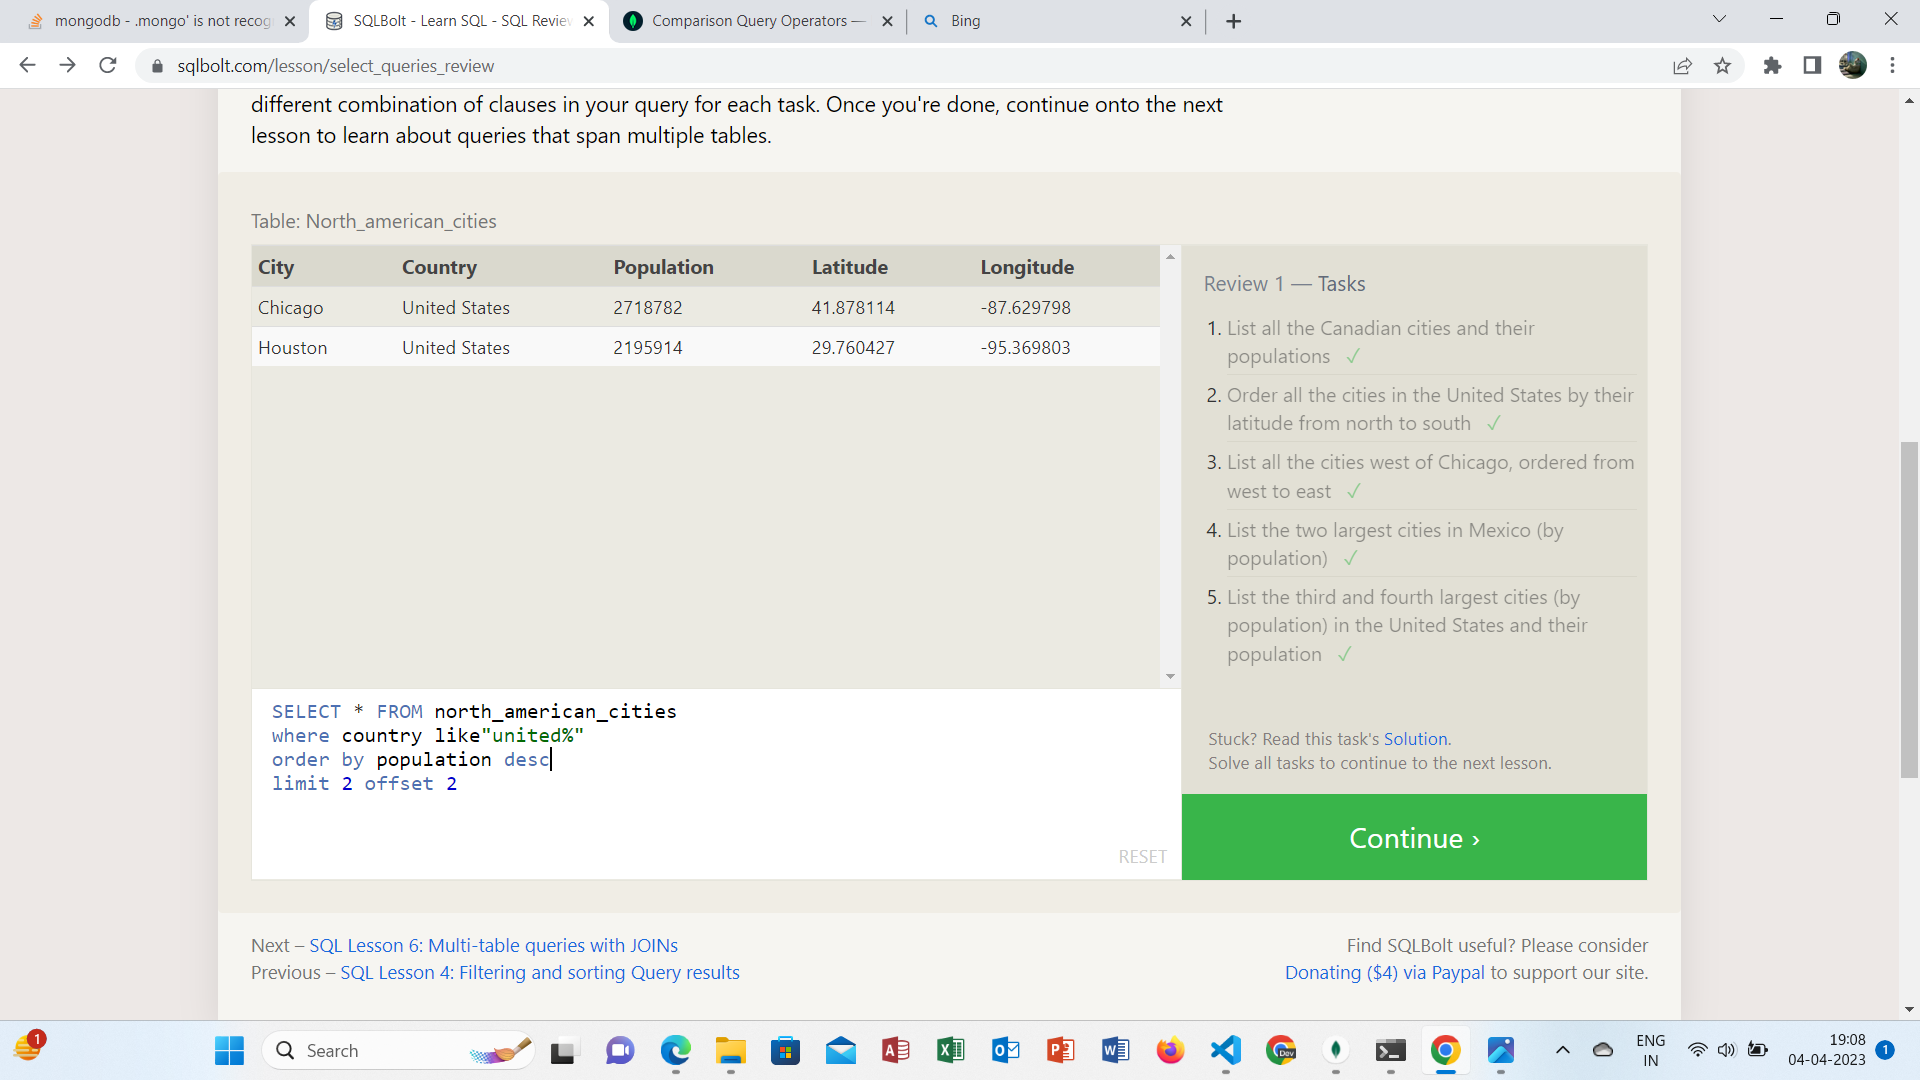 mongodb - .mongo' is not recog
SQLBolt - Learn SQL - SQL Review
Comparison Query Operators —
Bing
sqlbolt.com/lesson/select_queries_review
different combination of clauses in your query for each task. Once you're done, continue onto the next
lesson to learn about queries that span multiple tables.
Table: North_american_cities
City Country Population Latitude Longitude
Chicago United States 2718782 41.878114 -87.629798
Houston United States 2195914 29.760427 -95.369803
Review 1 — Tasks
1. List all the Canadian cities and their
populations ✓
2. Order all the cities in the United States by their
latitude from north to south ✓
3. List all the cities west of Chicago, ordered from
west to east ✓
4. List the two largest cities in Mexico (by
population) ✓
5. List the third and fourth largest cities (by
population) in the United States and their
population ✓
SELECT * FROM north_american_cities
where country like"united%"
order by population desc
limit 2 offset 2
RESET
Stuck? Read this task's Solution.
Solve all tasks to continue to the next lesson.
Continue ›
Next – SQL Lesson 6: Multi-table queries with JOINs
Previous – SQL Lesson 4: Filtering and sorting Query results
Find SQLBolt useful? Please consider
Donating ($4) via Paypal to support our site.
1
Search
Dev
ENG
IN
19:08
04-04-2023
1